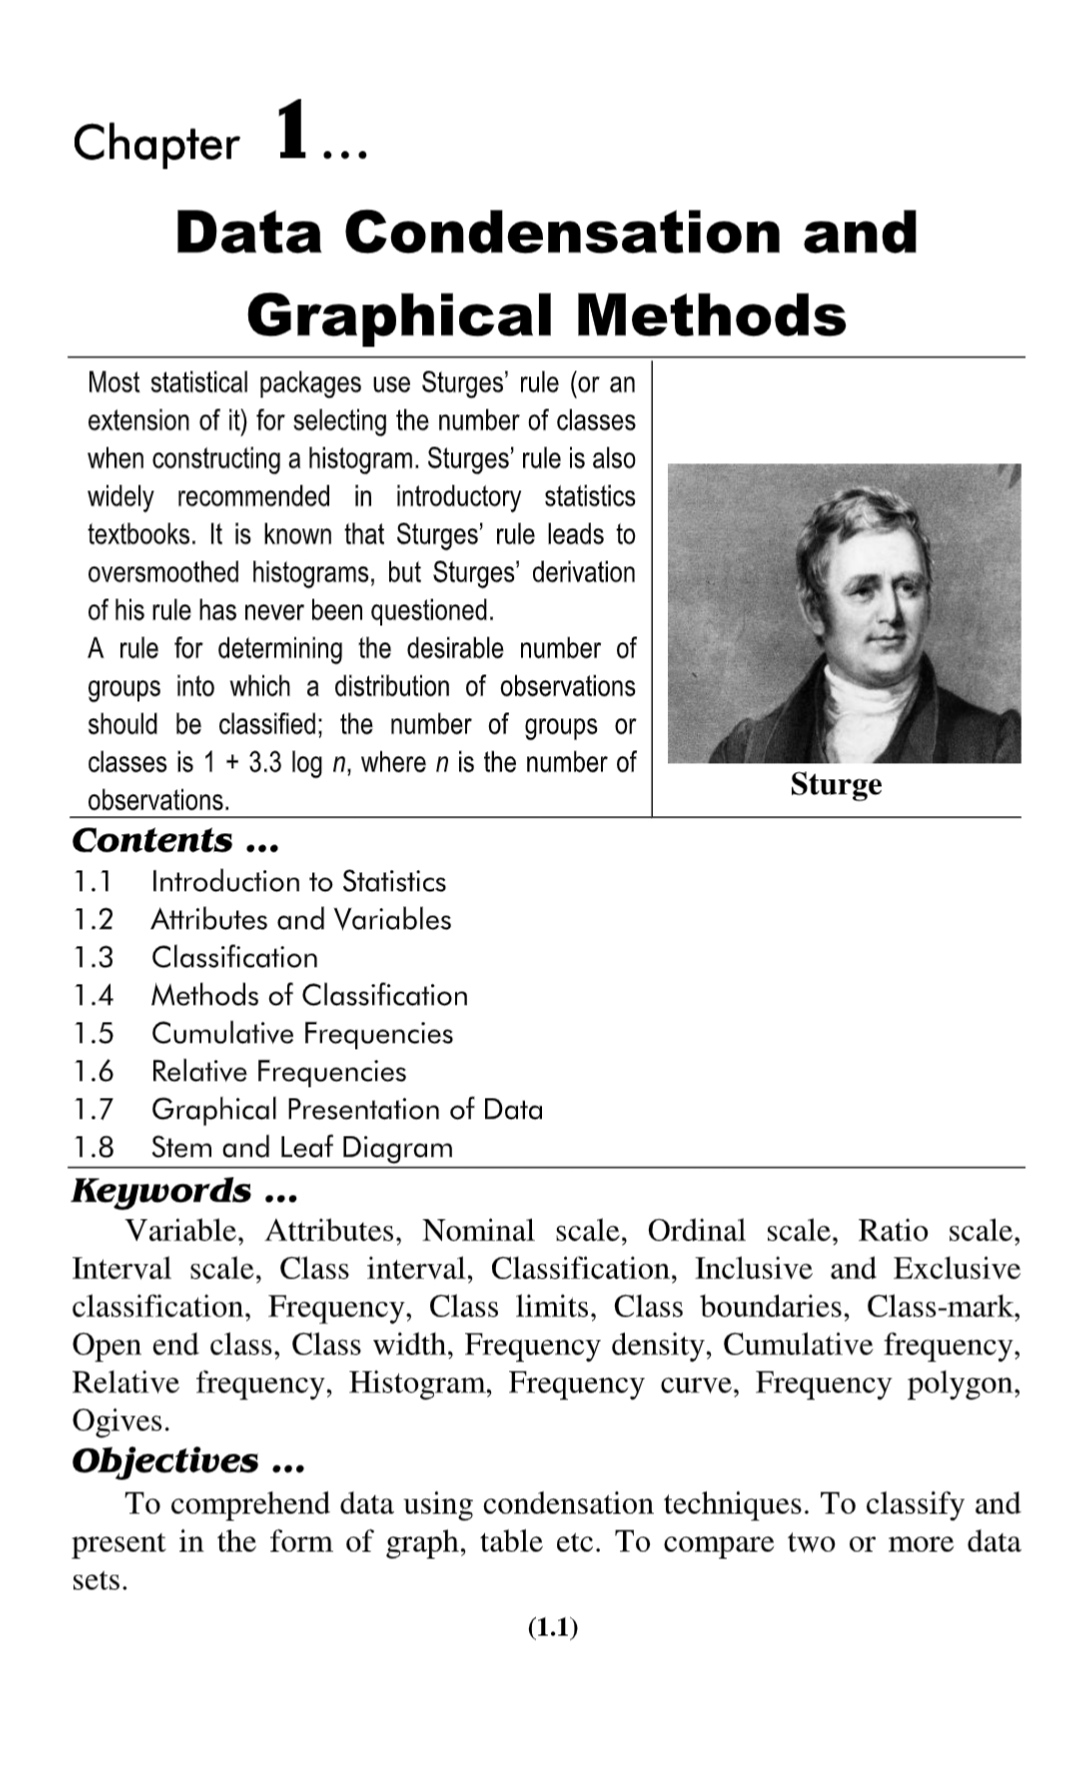 Chapter 1...
Data Condensation and
Graphical Methods
Most statistical packages use Sturges’ rule (or an
extension of it) for selecting the number of classes
when constructing a histogram. Sturges’ rule is also
widely recommended in introductory statistics
textbooks. It is known that Sturges’ rule leads to
oversmoothed histograms, but Sturges’ derivation
of his rule has never been questioned.
A rule for determining the desirable number of
groups into which a distribution of observations
should be classified; the number of groups or
classes is 1 + 3.3 log n, where n is the number of
observations.
Sturge
Contents ...
1.1 Introduction to Statistics
1.2 Attributes and Variables
1.3 Classification
1.4 Methods of Classification
1.5 Cumulative Frequencies
1.6 Relative Frequencies
1.7 Graphical Presentation of Data
1.8 Stem and Leaf Diagram
Keywords ...
Variable, Attributes, Nominal scale, Ordinal scale, Ratio scale,
Interval scale, Class interval, Classification, Inclusive and Exclusive
classification, Frequency, Class limits, Class boundaries, Class-mark,
Open end class, Class width, Frequency density, Cumulative frequency,
Relative frequency, Histogram, Frequency curve, Frequency polygon,
Ogives.
Objectives ...
To comprehend data using condensation techniques. To classify and
present in the form of graph, table etc. To compare two or more data
sets.
(1.1)